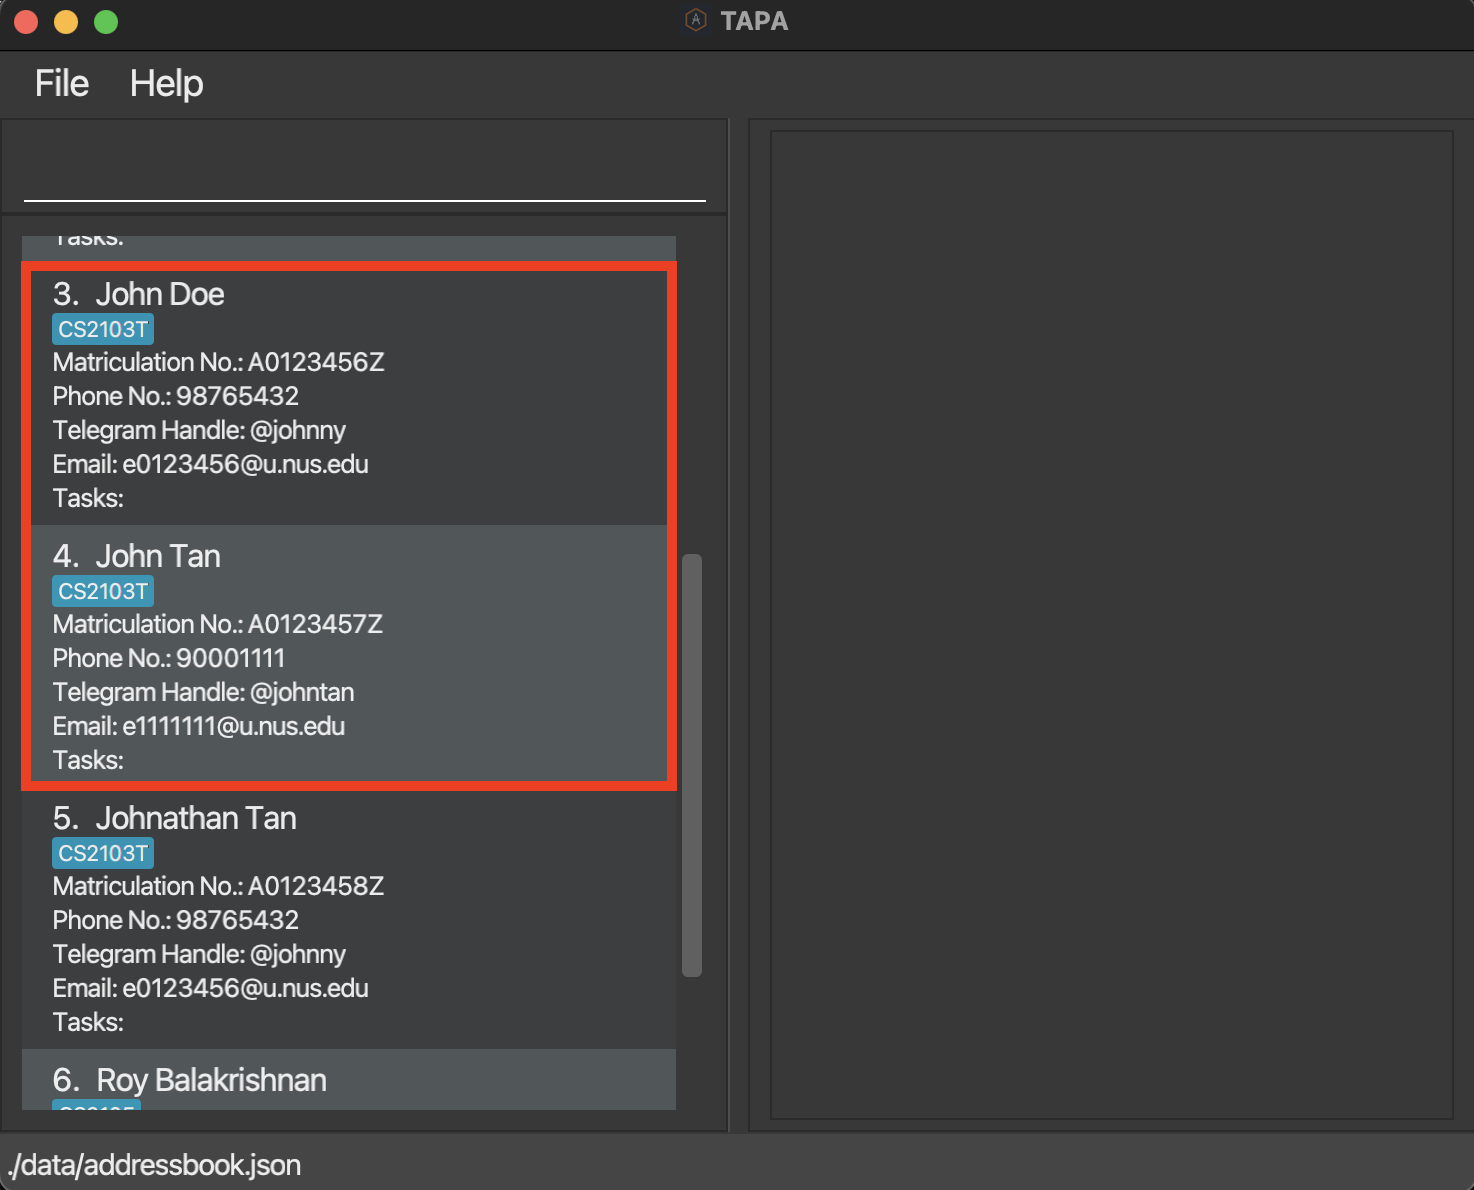 TAPA
File Help
Tasks:
3. John Doe
CS2103T
Matriculation No.: A0123456Z
Phone No.: 98765432
Telegram Handle: @johnny
Email: e0123456@u.nus.edu
Tasks:
4. John Tan
CS2103T
Matriculation No.: A0123457Z
Phone No.: 90001111
Telegram Handle: @johntan
Email: e1111111@u.nus.edu
Tasks:
5. Johnathan Tan
CS2103T
Matriculation No.: A0123458Z
Phone No.: 98765432
Telegram Handle: @johnny
Email: e0123456@u.nus.edu
Tasks:
6. Roy Balakrishnan
./data/addressbook.json